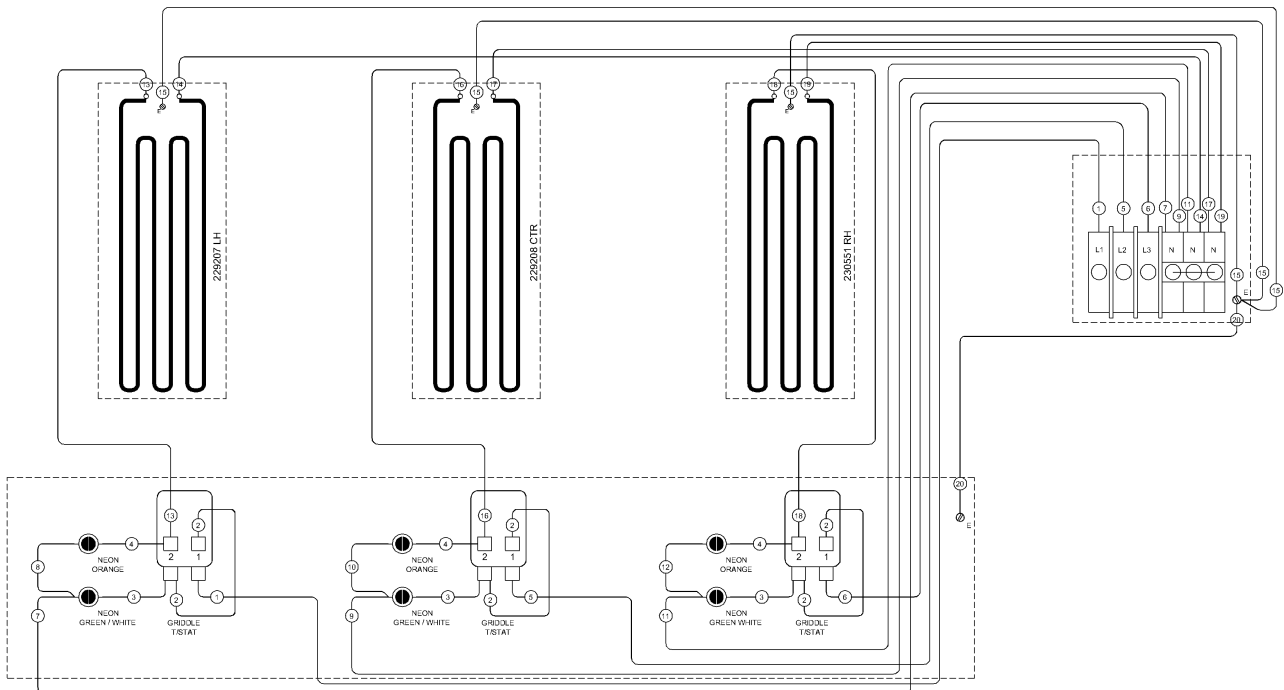 13
15
14
E
16
15
17
E
18
15
19
E
229207 LH
229208 CTR
230551 RH
1
5
6
7
9
11
14
17
19
L1
L2
L3
N
N
N
15
15
15
E
20
20
E
13
2
2
1
4
NEON
ORANGE
8
3
NEON
GREEN / WHITE
7
2
1
GRIDDLE
T/STAT
16
2
2
1
4
NEON
ORANGE
10
3
NEON
GREEN / WHITE
9
2
5
GRIDDLE
T/STAT
18
2
2
1
4
NEON
ORANGE
12
3
NEON
GREEN WHITE
11
2
6
GRIDDLE
T/STAT